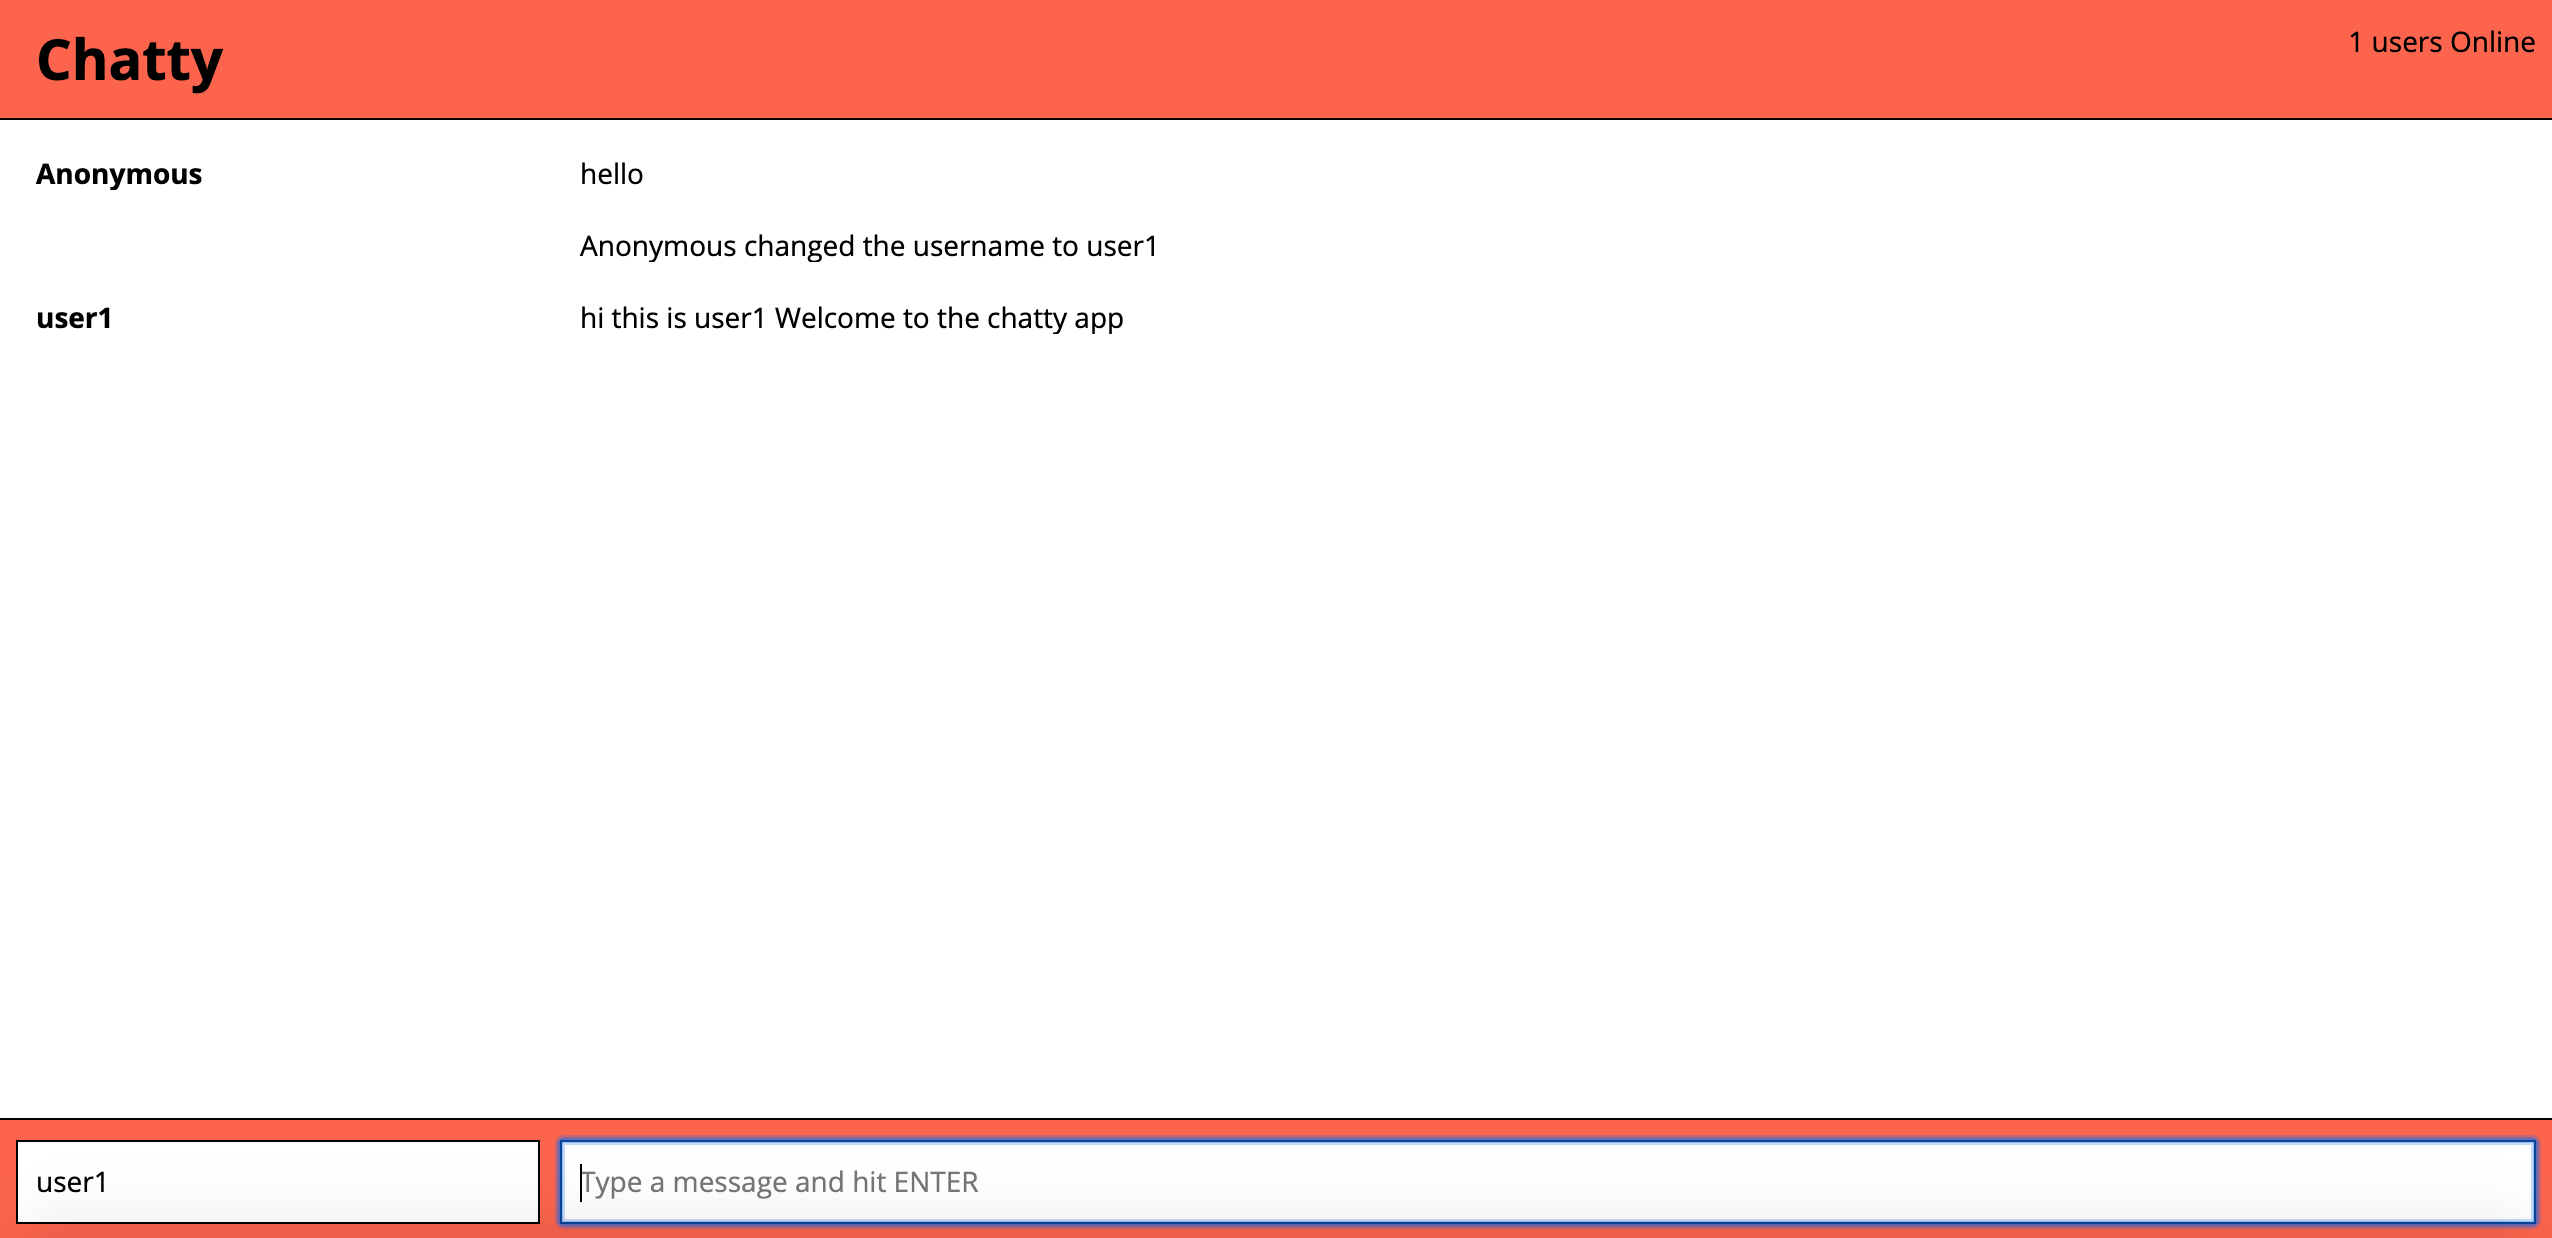 Chatty
1 users Online
Anonymous hello
Anonymous changed the username to user1
user1 hi this is user1 Welcome to the chatty app
user1 Type a message and hit ENTER